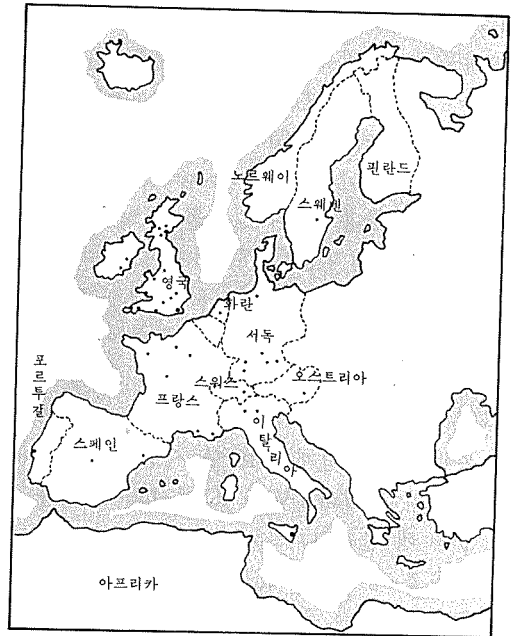 노르웨이
핀란드
스웨덴
영국
화란
서독
포르투갈
스위스
오스트리아
프랑스
이탈리아
스페인
아프리카